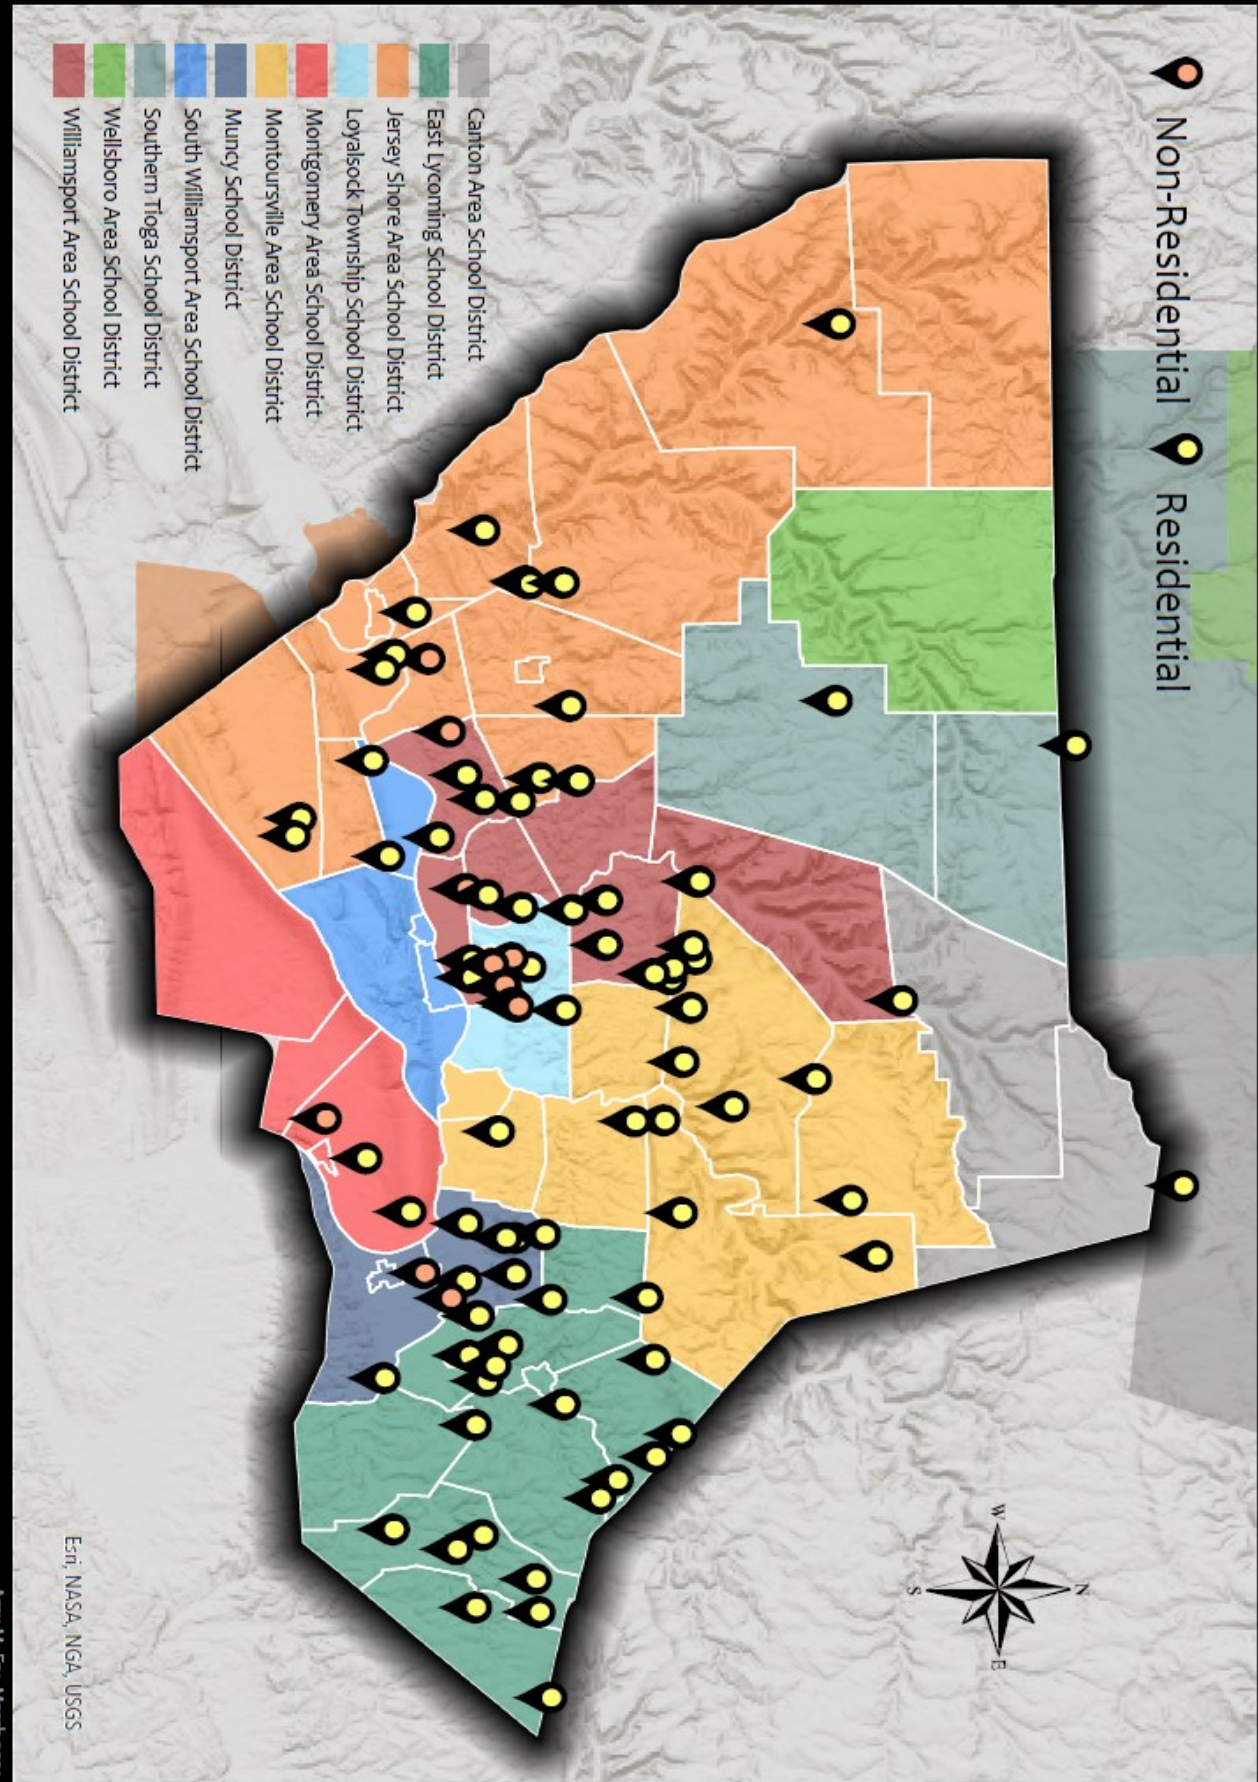 Non-Residential
Residential
Canton Area School District
East Lycoming School District
Jersey Shore Area School District
Loyalsock Township School District
Montgomery Area School District
Montoursville Area School District
Muncy School District
South Williamsport Area School District
Southern Tioga School District
Wellsboro Area School District
Williamsport Area School District
N
W
E
S
Esri, NASA, NGA, USGS